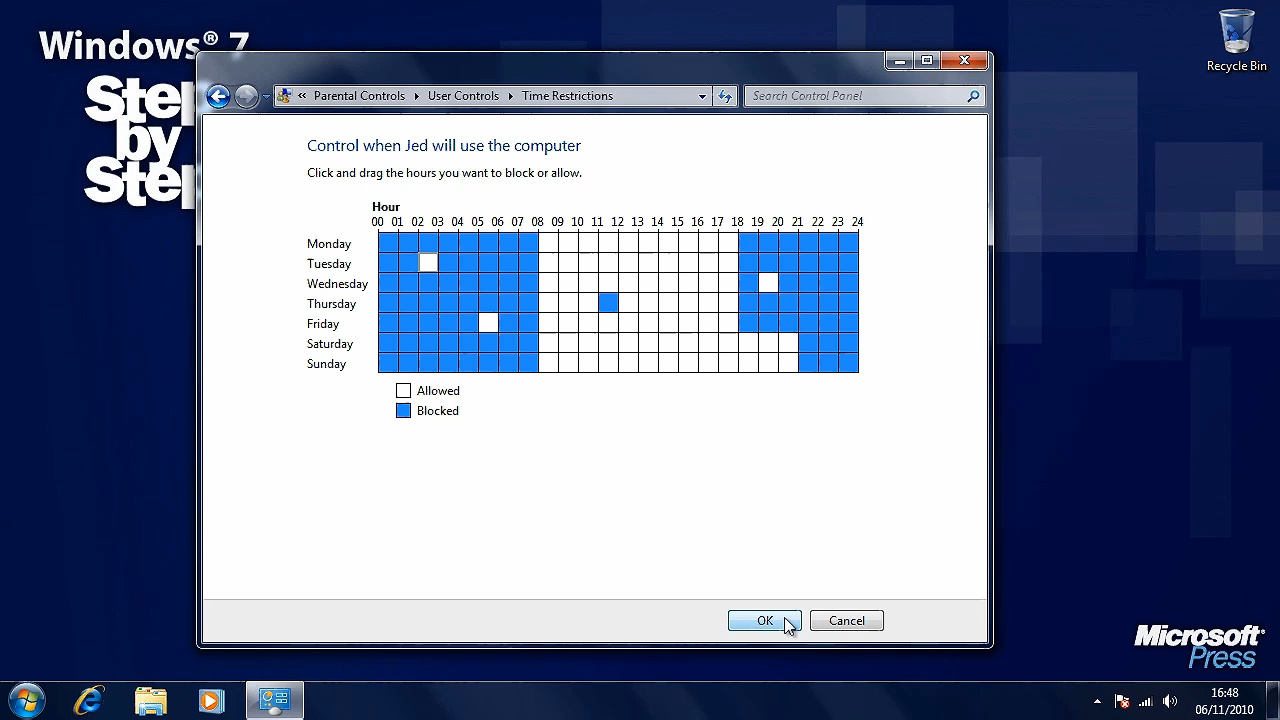 Windows® 7
Step
by
Step
Recycle Bin
« Parental Controls User Controls Time Restrictions
Search Control Panel
Control when Jed will use the computer
Click and drag the hours you want to block or allow.
Hour
00 01 02 03 04 05 06 07 08 09 10 11 12 13 14 15 16 17 18 19 20 21 22 23 24
Monday
Tuesday
Wednesday
Thursday
Friday
Saturday
Sunday
Allowed
Blocked
OK Cancel
Microsoft®
Press
16:48
06/11/2010